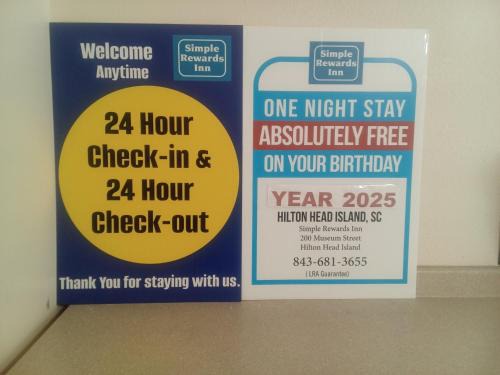 Welcome
Anytime
Simple
Rewards
Inn
24 Hour
Check-in &
24 Hour
Check-out
Thank You for staying with us.
Simple
Rewards
Inn
ONE NIGHT STAY
ABSOLUTELY FREE
ON YOUR BIRTHDAY
YEAR 2025
HILTON HEAD ISLAND, SC
Simple Rewards Inn
200 Museum Street
Hilton Head Island
843-681-3655
( LRA Guarantee)